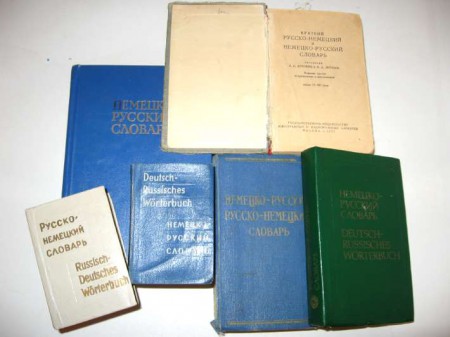 КРАТКИЙ
РУССКО-НЕМЕЦКИЙ
И
НЕМЕЦКО-РУССКИЙ
СЛОВАРЬ
НЕМЕЦКО
РУССКИЙ
СЛОВАРЬ
Deutsch-
Russisches
Wörterbuch
НЕМЕЦКО
РУССКИЙ
СЛОВАРЬ
РУССКО-
НЕМЕЦКИЙ
СЛОВАРЬ
Russisch-
Deutsches
Wörterbuch
НЕМЕЦКО-РУССКИЙ
РУССКО-НЕМЕЦКИЙ
СЛОВАРЬ
НЕМЕЦКО-
РУССКИЙ
СЛОВАРЬ
DEUTSCH-
RUSSISCHES
WÖRTERBUCH